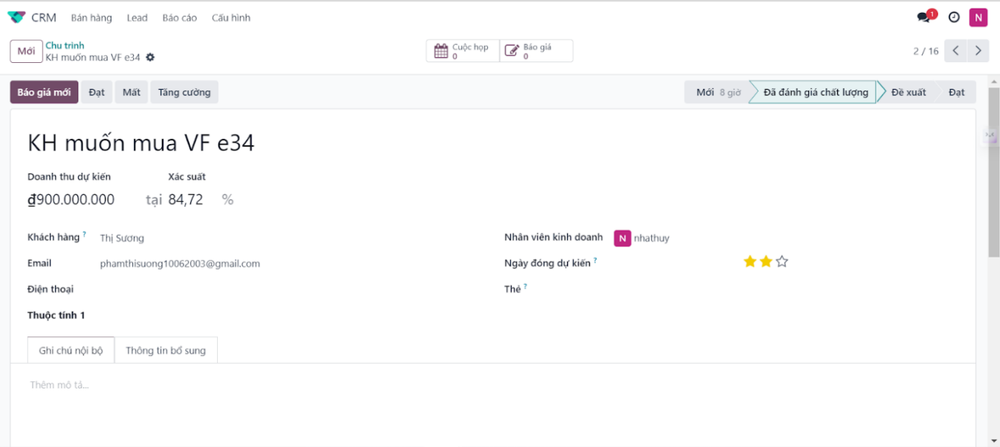 CRM Bán hàng Lead Báo cáo Cấu hình 1 N
Mới Chu trình Cuộc họp Báo giá 2 / 16
KH muốn mua VF e34 0 0
Báo giá mới Đạt Mất Tăng cường Mới 8 giờ Đã đánh giá chất lượng Đề xuất Đạt
KH muốn mua VF e34
Doanh thu dự kiến Xác suất
₫900.000.000 tại 84,72 %
Khách hàng ? Thị Sương Nhân viên kinh doanh N nhathuy
Email phamthisuong10062003@gmail.com Ngày đóng dự kiến ?
Điện thoại Thẻ ?
Thuộc tính 1
Ghi chú nội bộ Thông tin bổ sung
Thêm mô tả...